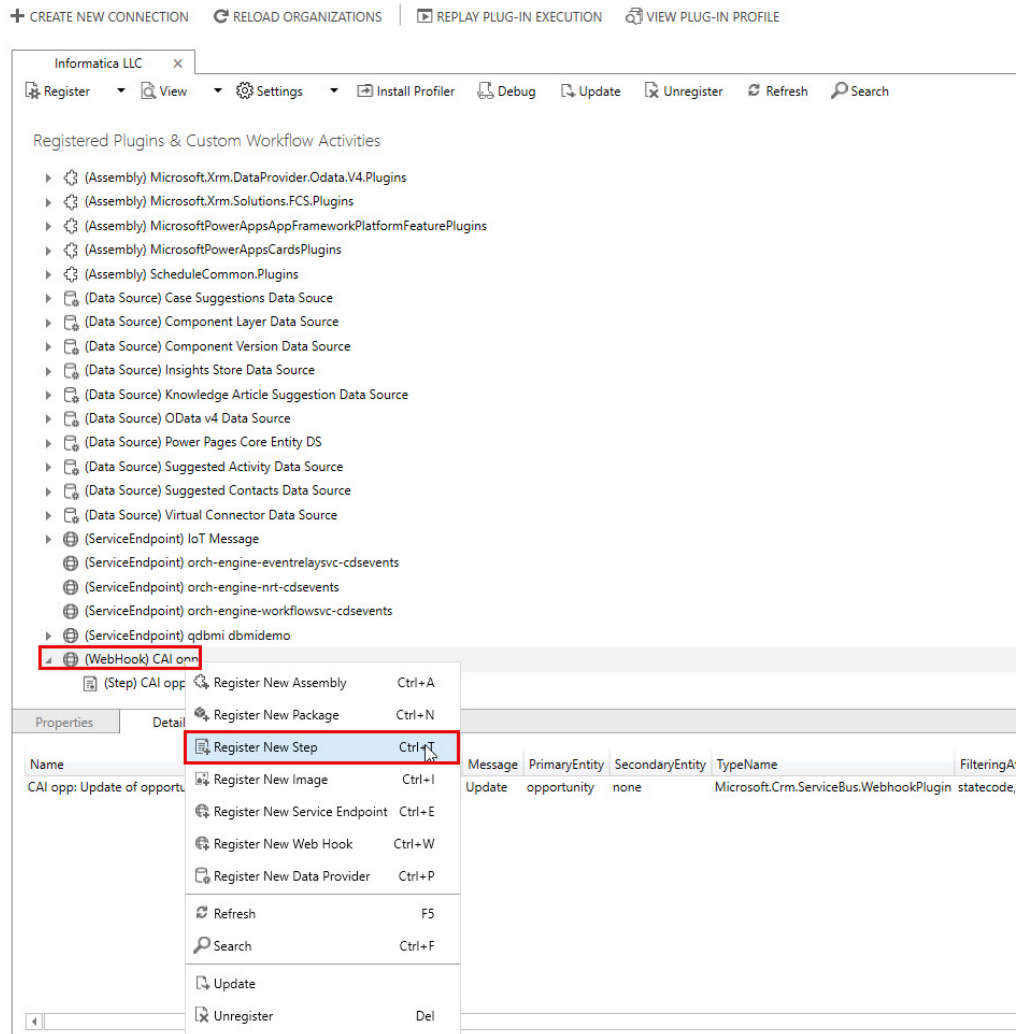 CREATE NEW CONNECTION RELOAD ORGANIZATIONS REPLAY PLUG-IN EXECUTION VIEW PLUG-IN PROFILE
Informatica LLC ×
Register View Settings Install Profiler Debug Update Unregister Refresh Search
Registered Plugins & Custom Workflow Activities
(Assembly) Microsoft.Xrm.DataProvider.Odata.V4.Plugins
(Assembly) Microsoft.Xrm.Solutions.FCS.Plugins
(Assembly) MicrosoftPowerAppsAppFrameworkPlatformFeaturePlugins
(Assembly) MicrosoftPowerAppsCardsPlugins
(Assembly) ScheduleCommon.Plugins
(Data Source) Case Suggestions Data Souce
(Data Source) Component Layer Data Source
(Data Source) Component Version Data Source
(Data Source) Insights Store Data Source
(Data Source) Knowledge Article Suggestion Data Source
(Data Source) OData v4 Data Source
(Data Source) Power Pages Core Entity DS
(Data Source) Suggested Activity Data Source
(Data Source) Suggested Contacts Data Source
(Data Source) Virtual Connector Data Source
(ServiceEndpoint) IoT Message
(ServiceEndpoint) orch-engine-eventrelaysvc-cdsevents
(ServiceEndpoint) orch-engine-nrt-cdsevents
(ServiceEndpoint) orch-engine-workflowsvc-cdsevents
(ServiceEndpoint) qdbmi dbmidemo
(WebHook) CAI opp
(Step) CAI opp
Register New Assembly Ctrl+A
Register New Package Ctrl+N
Register New Step Ctrl+T
Register New Image Ctrl+I
Register New Service Endpoint Ctrl+E
Register New Web Hook Ctrl+W
Register New Data Provider Ctrl+P
Refresh F5
Search Ctrl+F
Update
Unregister Del
Properties Detail
Name Message PrimaryEntity SecondaryEntity TypeName FilteringA
CAI opp: Update of opportu Update opportunity none Microsoft.Crm.ServiceBus.WebhookPlugin statecode,